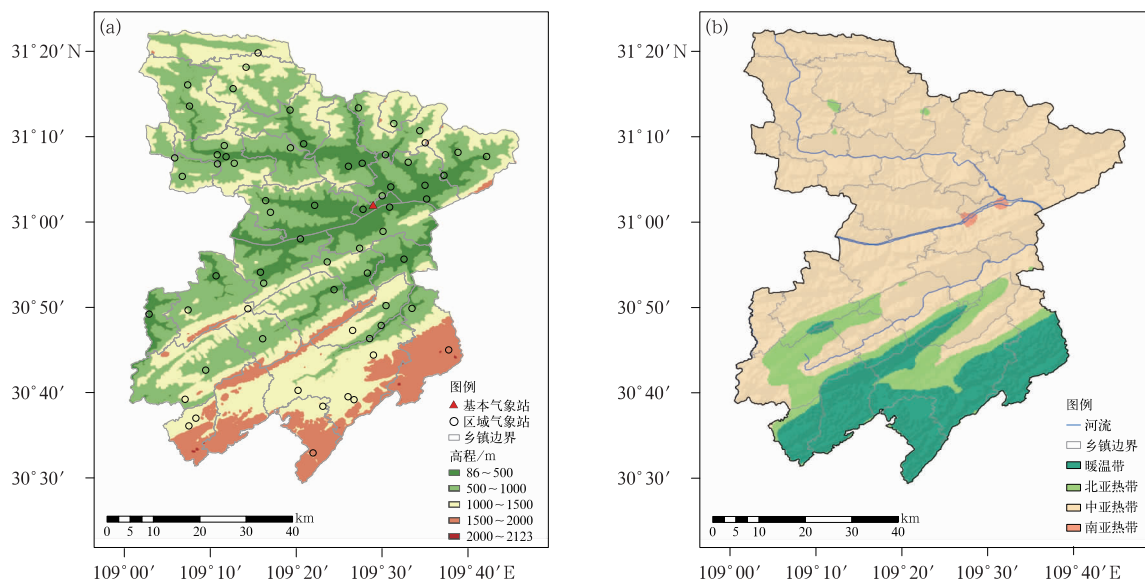 (a)
31°20′N
31°10′
31°00′
30°50′
30°40′
30°30′
图例
基本气象站
区域气象站
乡镇边界
高程/m
86～500
500～1000
1000～1500
1500～2000
2000～2123
km
0 5 10 20 30 40
109°00′ 109°10′ 109°20′ 109°30′ 109°40′E
(b)
31°20′N
31°10′
31°00′
30°50′
30°40′
30°30′
图例
河流
乡镇边界
暖温带
北亚热带
中亚热带
南亚热带
km
0 5 10 20 30 40
109°00′ 109°10′ 109°20′ 109°30′ 109°40′E